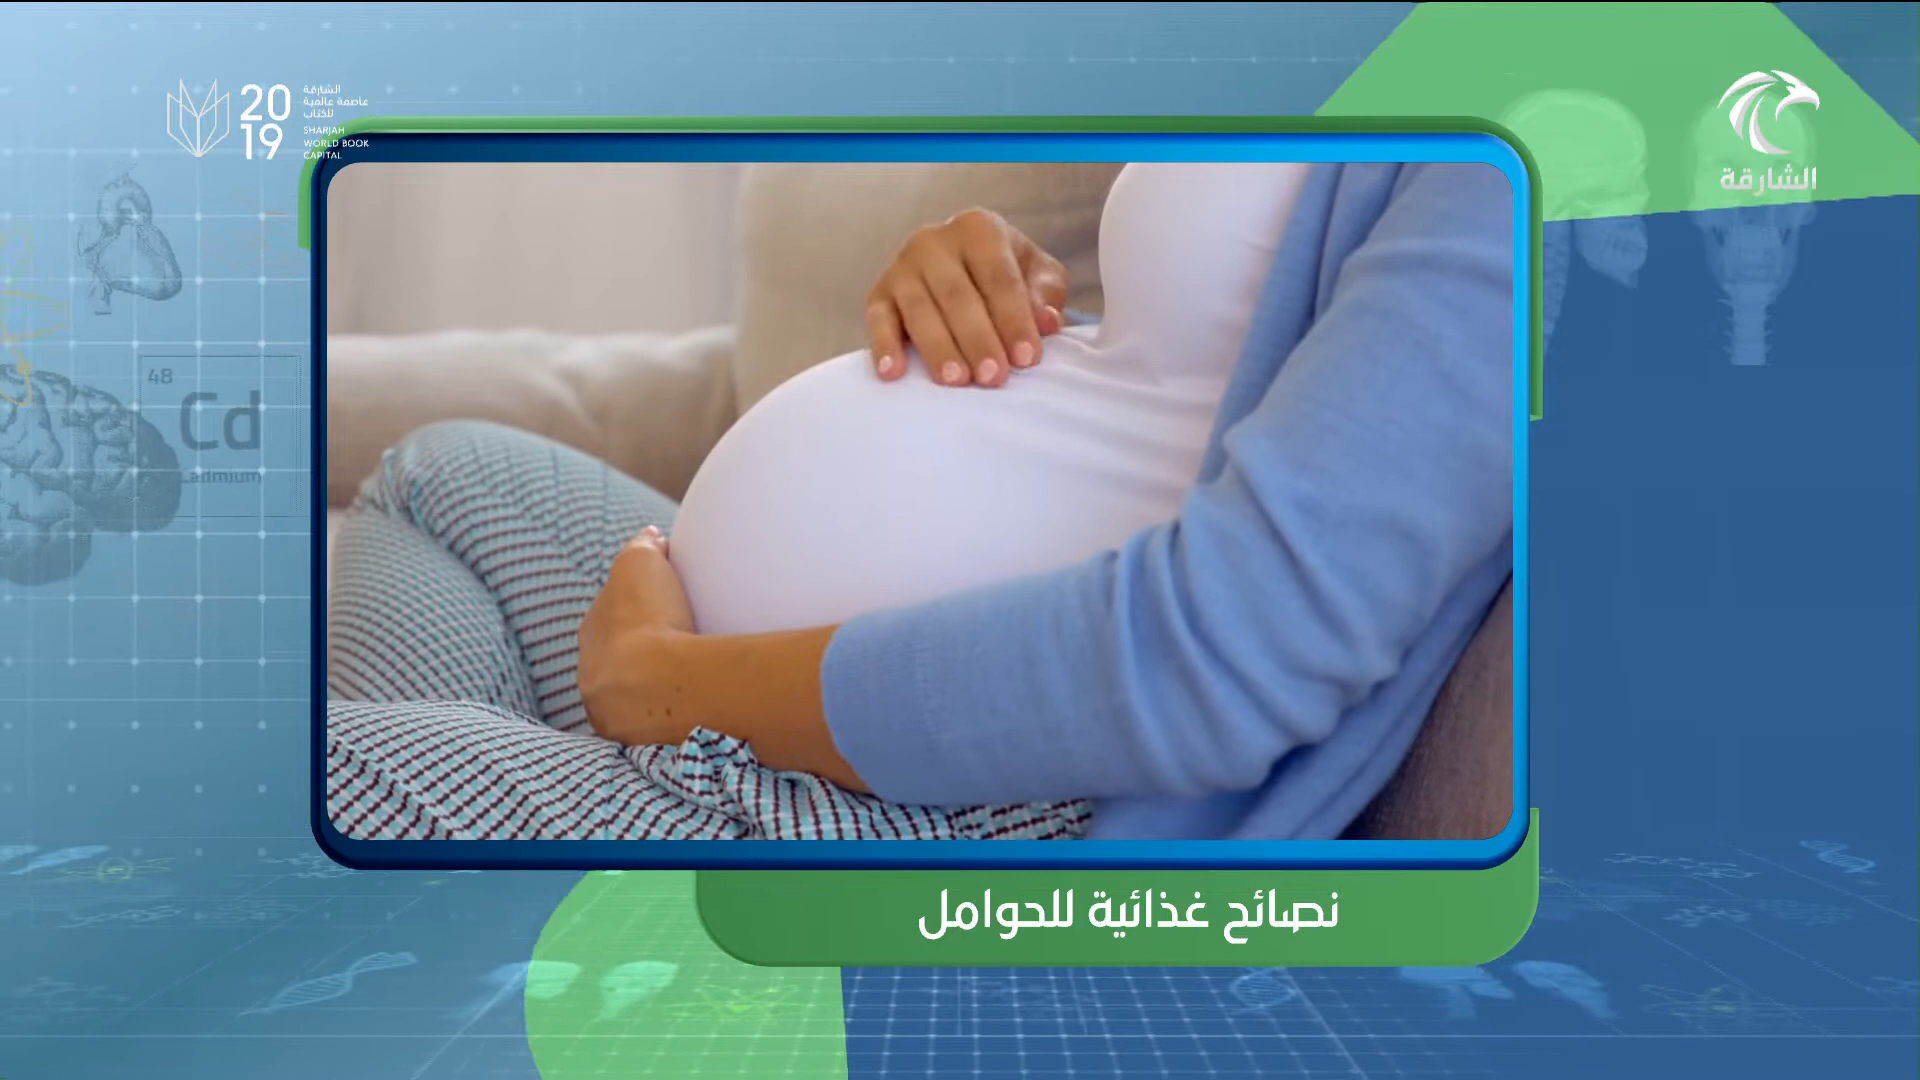 2019
الشارقة
عاصمة عالمية
للكتاب
SHARJAH
WORLD BOOK
CAPITAL
الشارقة
48
Cd
Cadmium
نصائح غذائية للحوامل